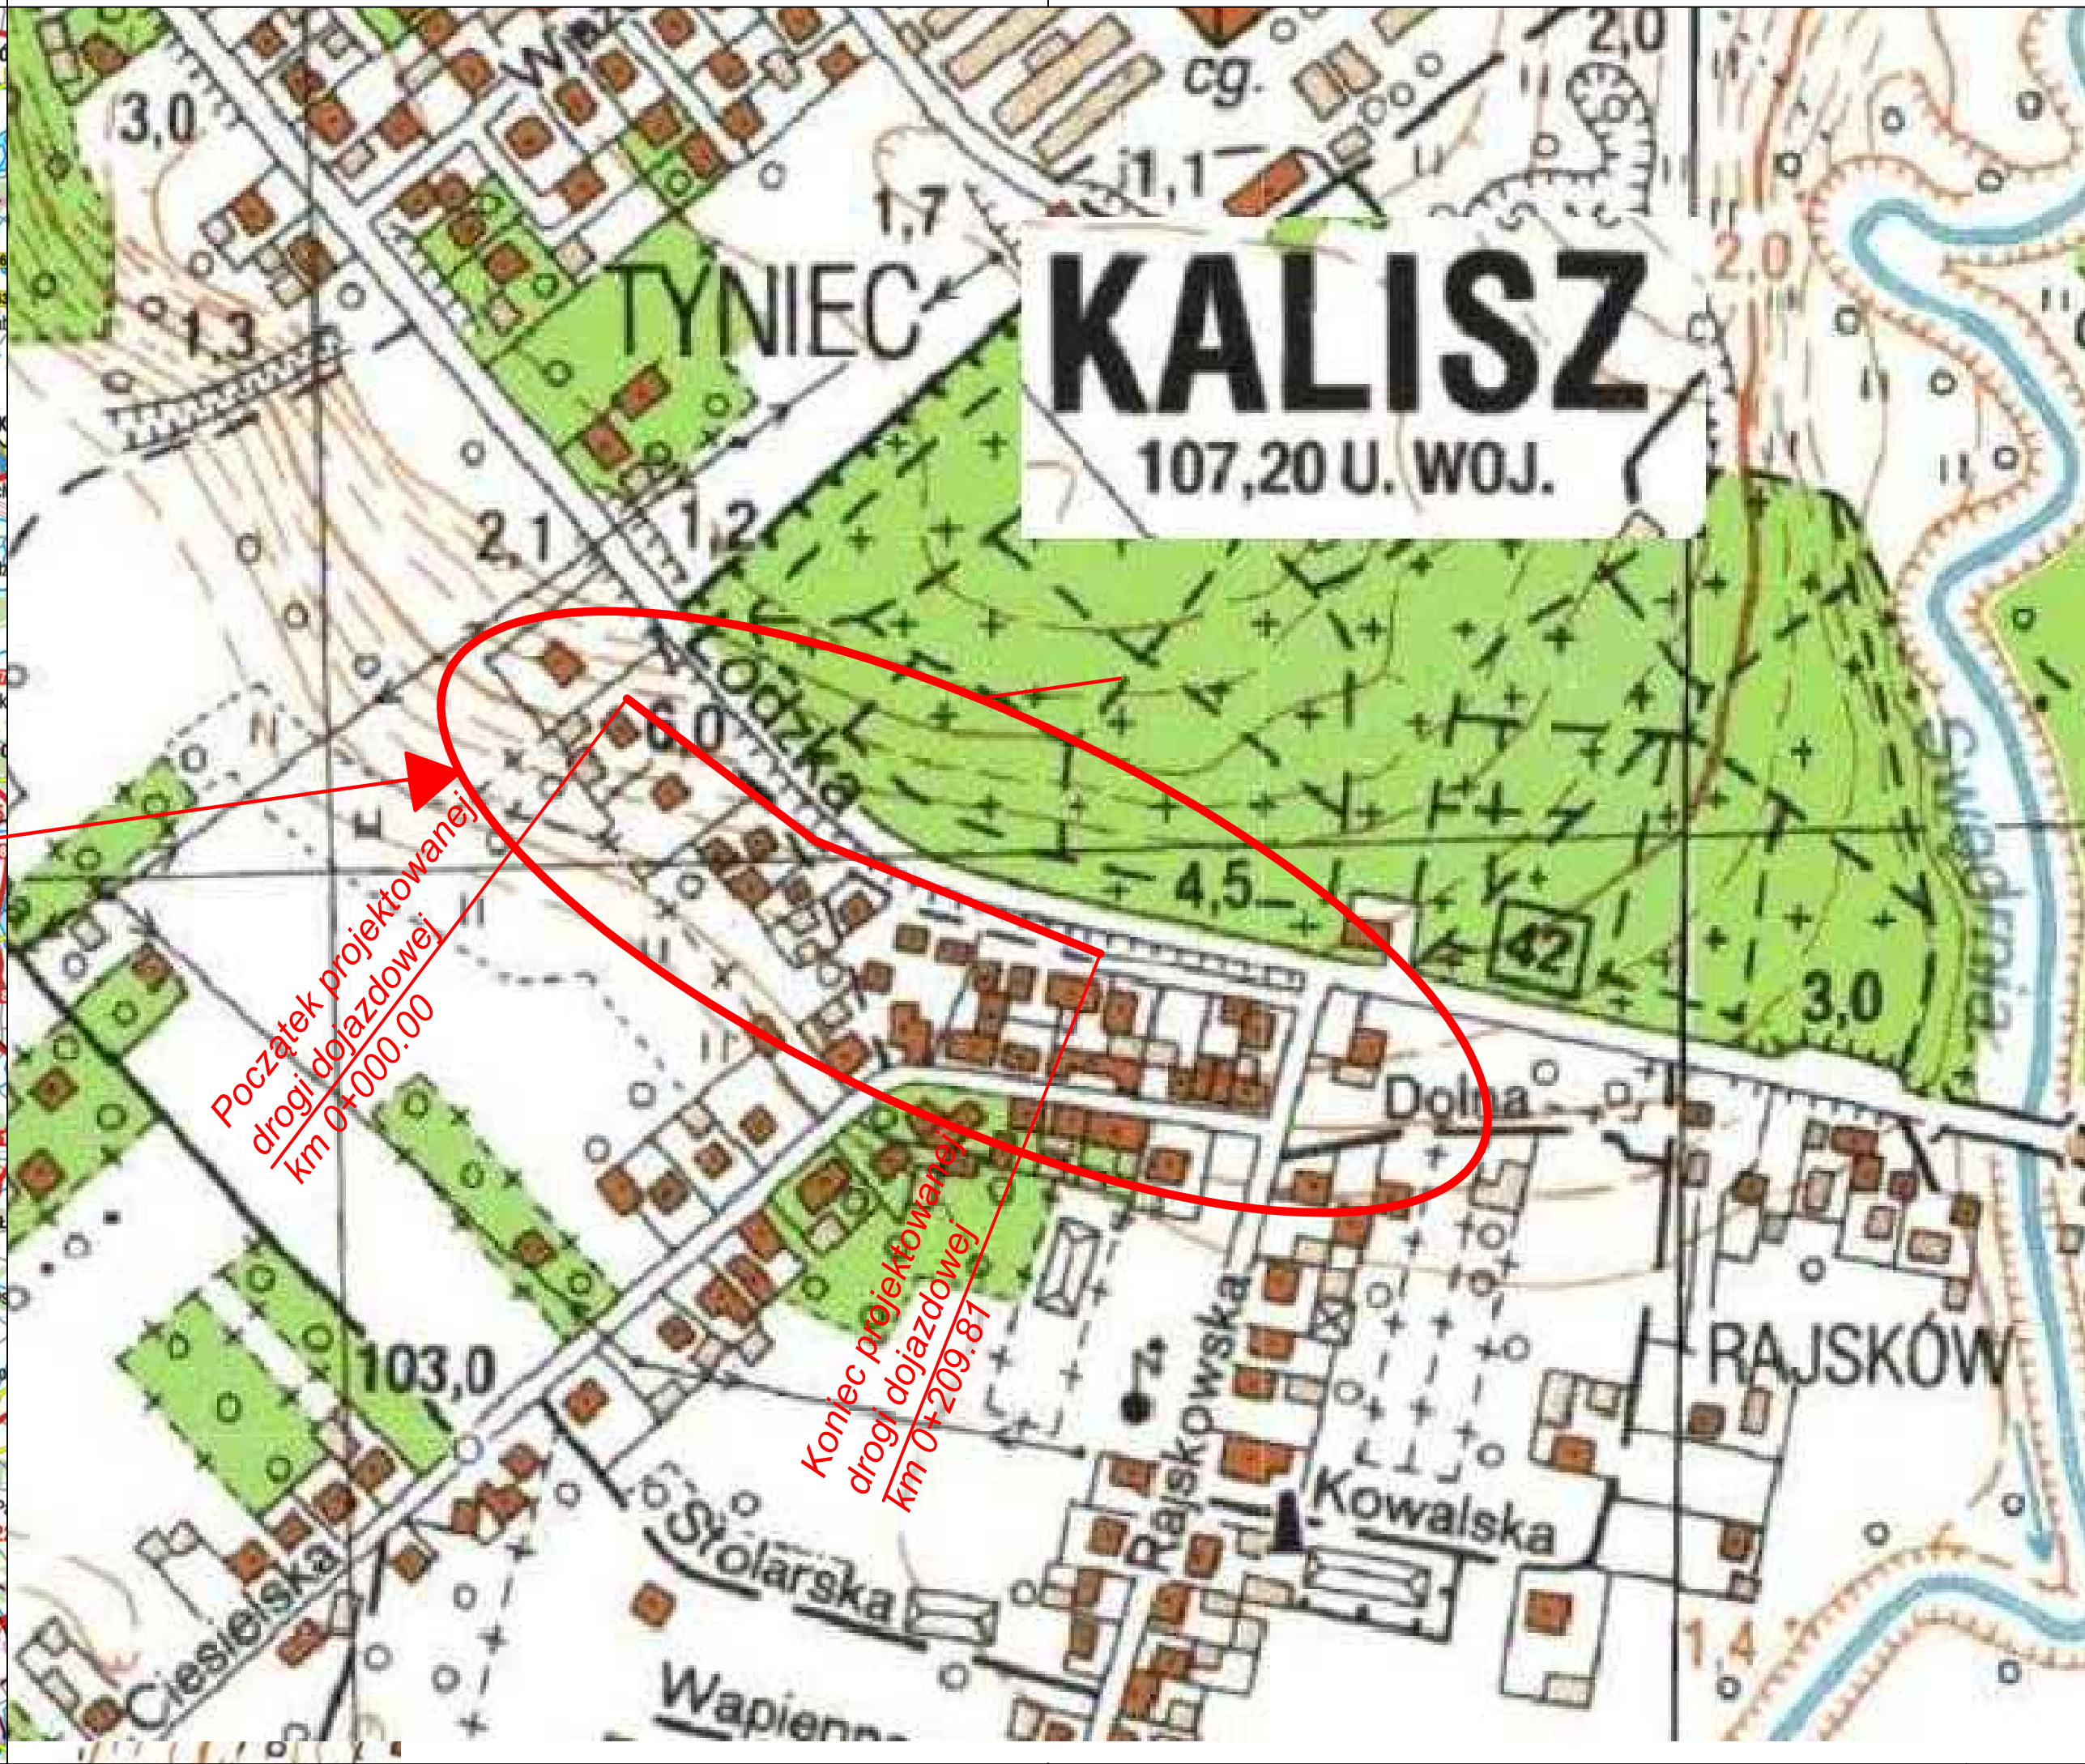 3,0
cg.
2,0
1,1
1,7
2,0
1,3
TYNIEC
KALISZ
107,20 U. WOJ.
2,1
1,2
Łódzka
6,0
4,5
42
3,0
Swędrnia
Początek projektowanej
drogi dojazdowej
km 0+000.00
Dolna
Koniec projektowanej
drogi dojazdowej
km 0+209.81
103,0
RAJSKÓW
Rajskowska
Kowalska
Stolarska
Ciesielska
1,4